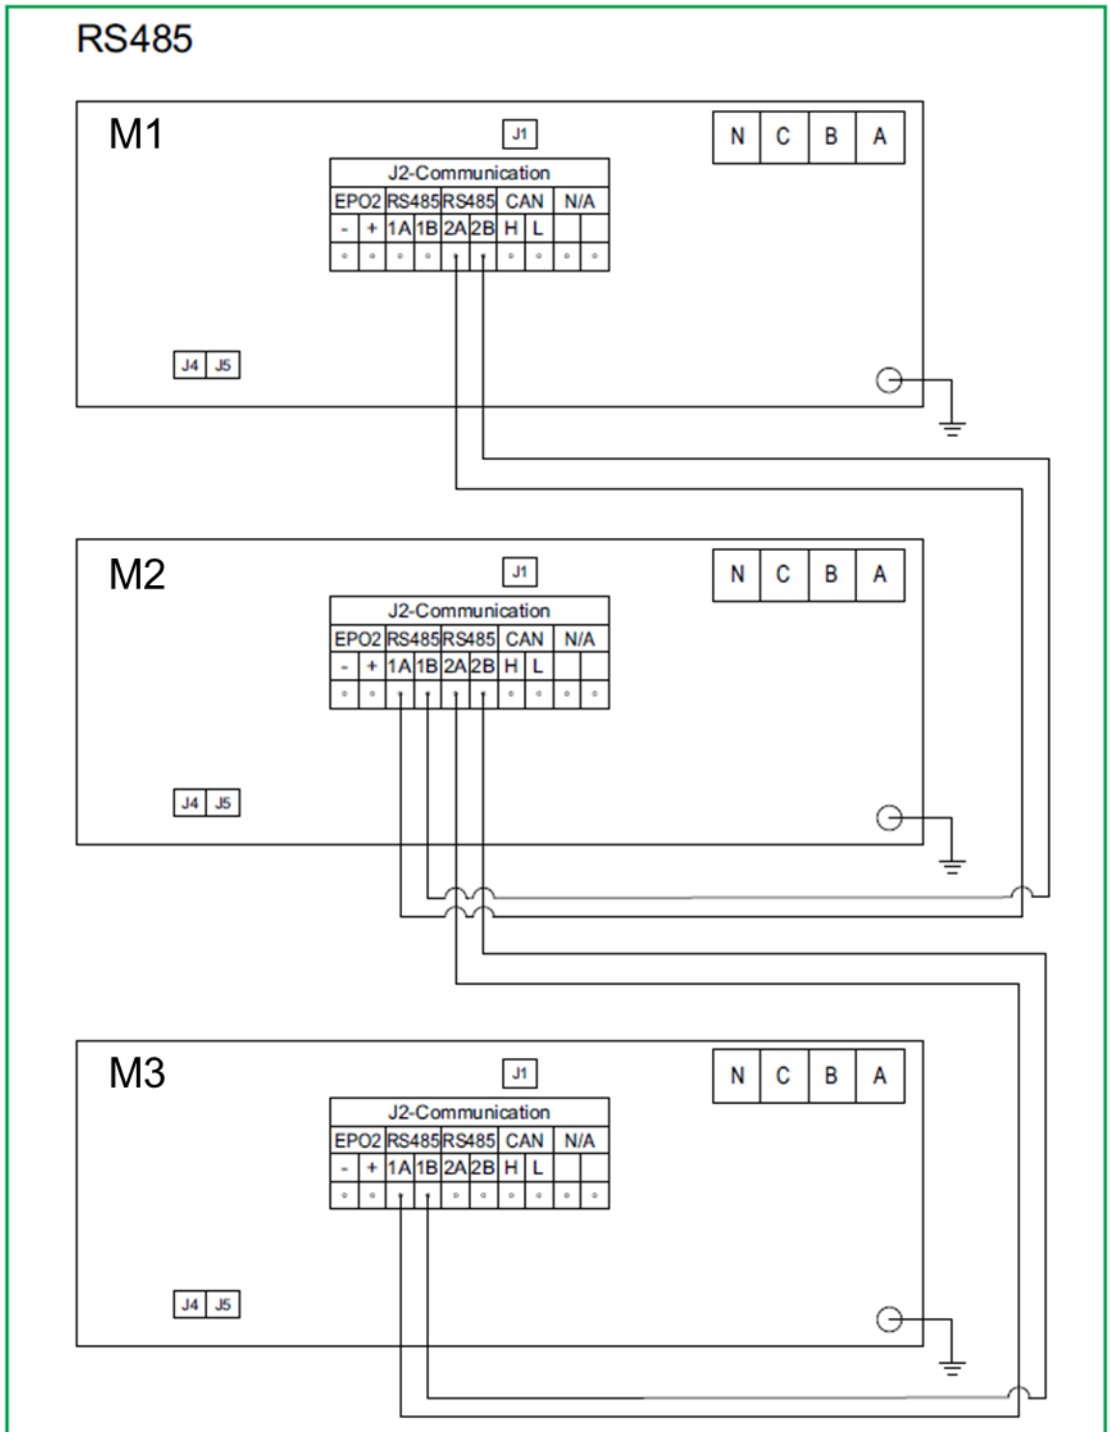 RS485
M1
J1
N C B A
J2-Communication
EPO2 RS485 RS485 CAN N/A
- + 1A 1B 2A 2B H L
J4 J5
M2
J1
N C B A
J2-Communication
EPO2 RS485 RS485 CAN N/A
- + 1A 1B 2A 2B H L
J4 J5
M3
J1
N C B A
J2-Communication
EPO2 RS485 RS485 CAN N/A
- + 1A 1B 2A 2B H L
J4 J5